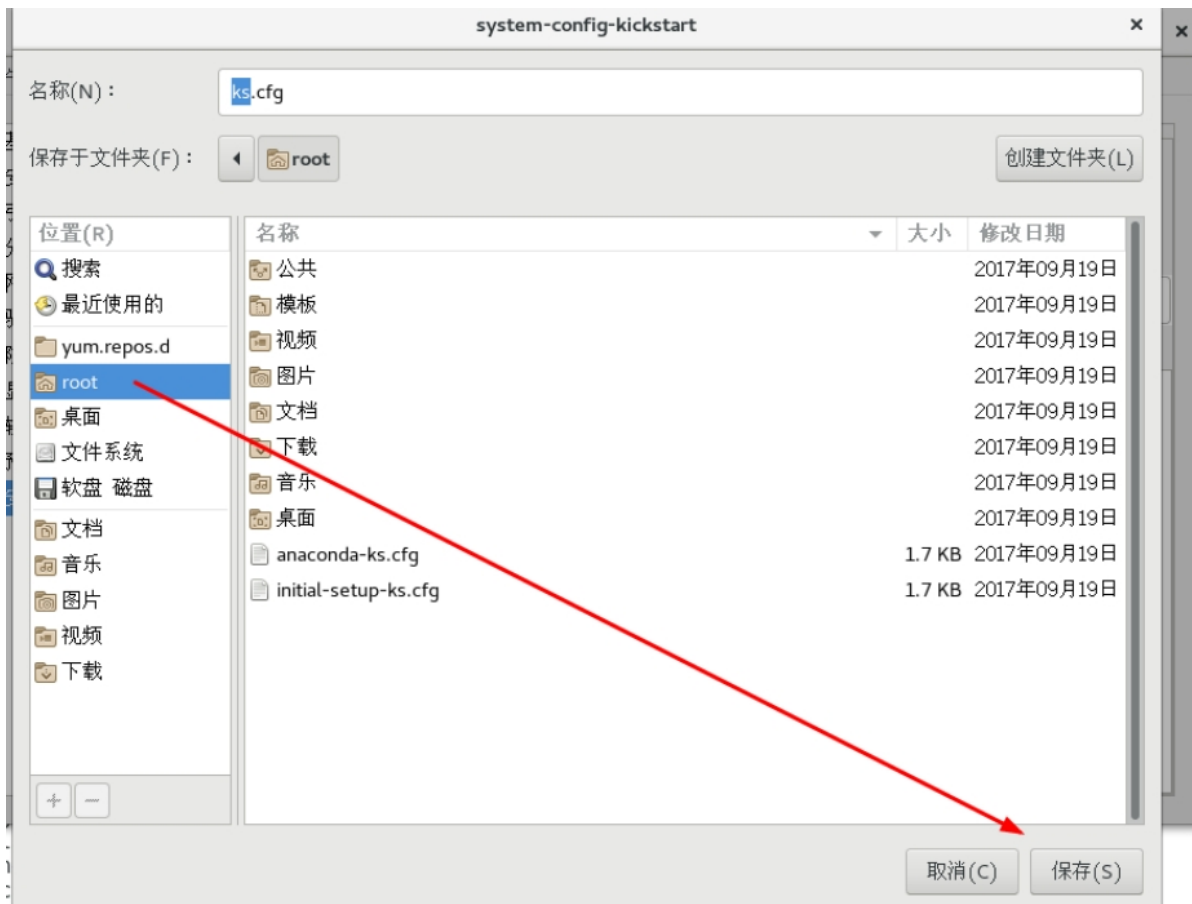 system-config-kickstart
名称(N)：
ks.cfg
保存于文件夹(F)：
root
创建文件夹(L)
位置(R)
搜索
最近使用的
yum.repos.d
root
桌面
文件系统
软盘 磁盘
文档
音乐
图片
视频
下载
名称 大小 修改日期
公共 2017年09月19日
模板 2017年09月19日
视频 2017年09月19日
图片 2017年09月19日
文档 2017年09月19日
下载 2017年09月19日
音乐 2017年09月19日
桌面 2017年09月19日
anaconda-ks.cfg 1.7 KB 2017年09月19日
initial-setup-ks.cfg 1.7 KB 2017年09月19日
取消(C)
保存(S)